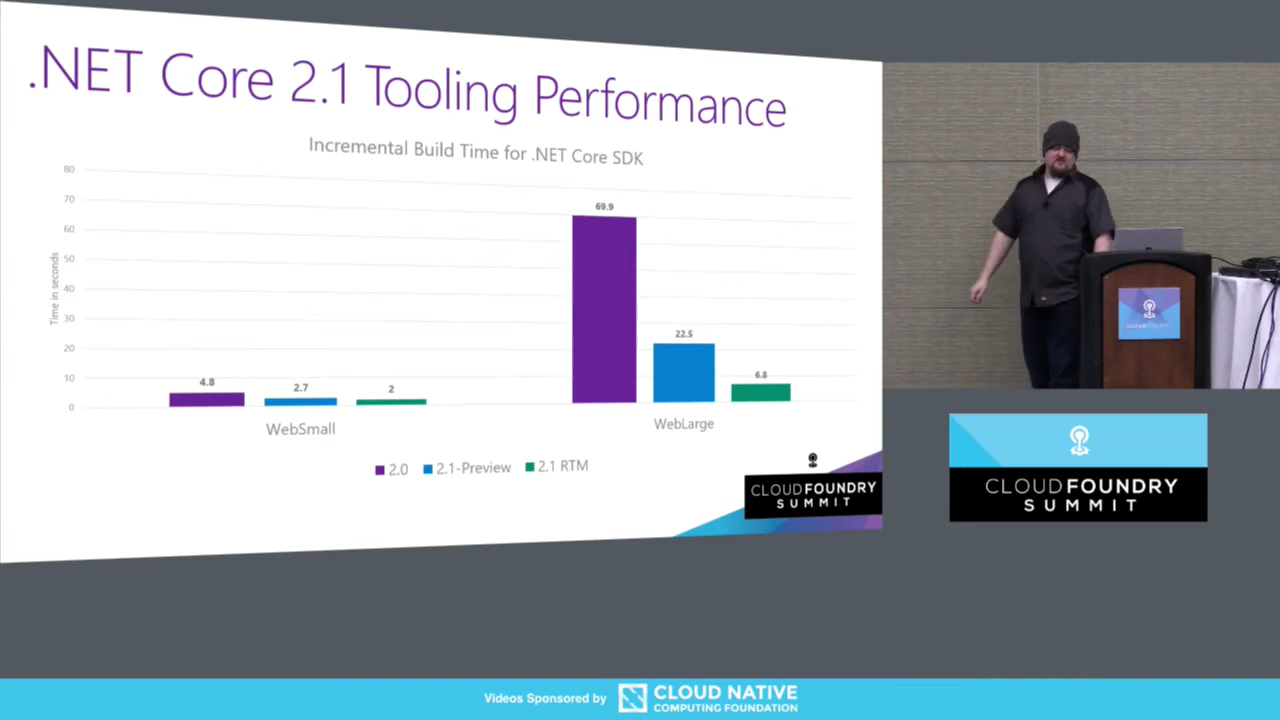 .NET Core 2.1 Tooling Performance
Incremental Build Time for .NET Core SDK
Time in seconds
80
70
60
50
40
30
20
10
0
4.8
2.7
2
69.9
22.5
6.8
WebSmall
WebLarge
2.0
2.1-Preview
2.1 RTM
CLOUDFOUNDRY
SUMMIT
CLOUDFOUNDRY
SUMMIT
Videos Sponsored by
CLOUD NATIVE
COMPUTING FOUNDATION